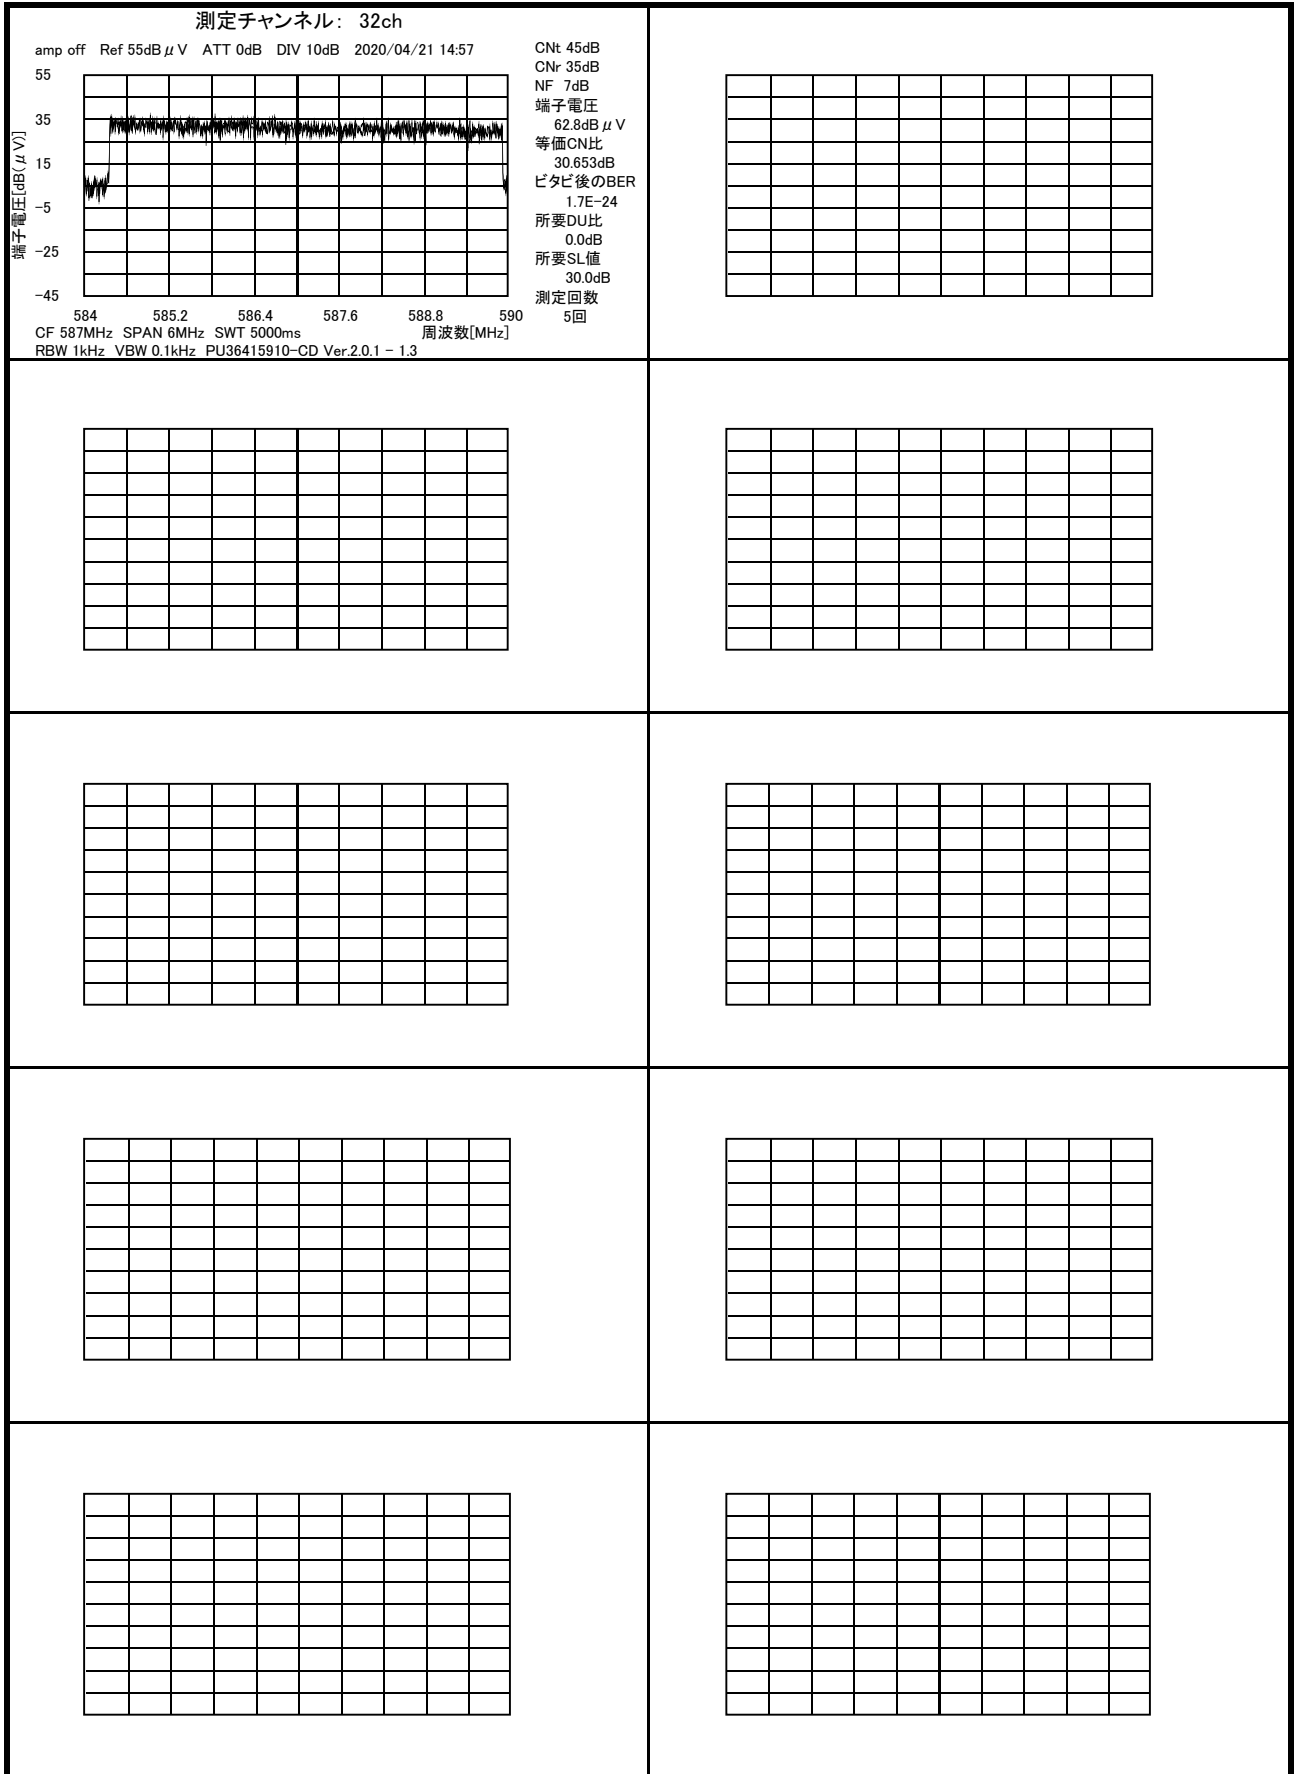 測定チャンネル： 32ch
amp off Ref 55dBμV ATT 0dB DIV 10dB 2020/04/21 14:57
CNt 45dB
CNr 35dB
NF 7dB
端子電圧
62.8dBμV
等価CN比
30.653dB
ビタビ後のBER
1.7E-24
所要DU比
0.0dB
所要SL値
30.0dB
測定回数
5回
端子電圧[dB(μV)]
55
35
15
-5
-25
-45
584 585.2 586.4 587.6 588.8 590
CF 587MHz SPAN 6MHz SWT 5000ms 周波数[MHz]
RBW 1kHz VBW 0.1kHz PU36415910-CD Ver.2.0.1 - 1.3